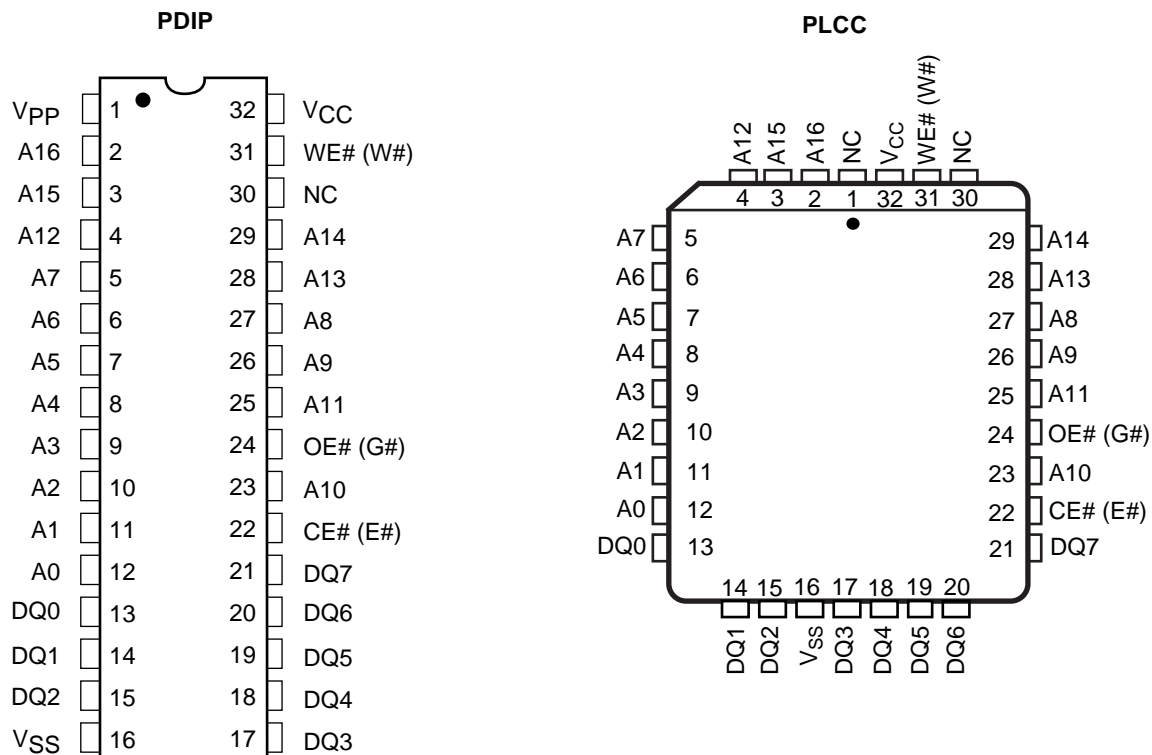 PDIP
VPP 1 32 VCC
A16 2 31 WE# (W#)
A15 3 30 NC
A12 4 29 A14
A7 5 28 A13
A6 6 27 A8
A5 7 26 A9
A4 8 25 A11
A3 9 24 OE# (G#)
A2 10 23 A10
A1 11 22 CE# (E#)
A0 12 21 DQ7
DQ0 13 20 DQ6
DQ1 14 19 DQ5
DQ2 15 18 DQ4
VSS 16 17 DQ3
PLCC
A12 A15 A16 NC VCC WE# (W#) NC
4 3 2 1 32 31 30
A7 5 29 A14
A6 6 28 A13
A5 7 27 A8
A4 8 26 A9
A3 9 25 A11
A2 10 24 OE# (G#)
A1 11 23 A10
A0 12 22 CE# (E#)
DQ0 13 21 DQ7
14 15 16 17 18 19 20
DQ1 DQ2 VSS DQ3 DQ4 DQ5 DQ6